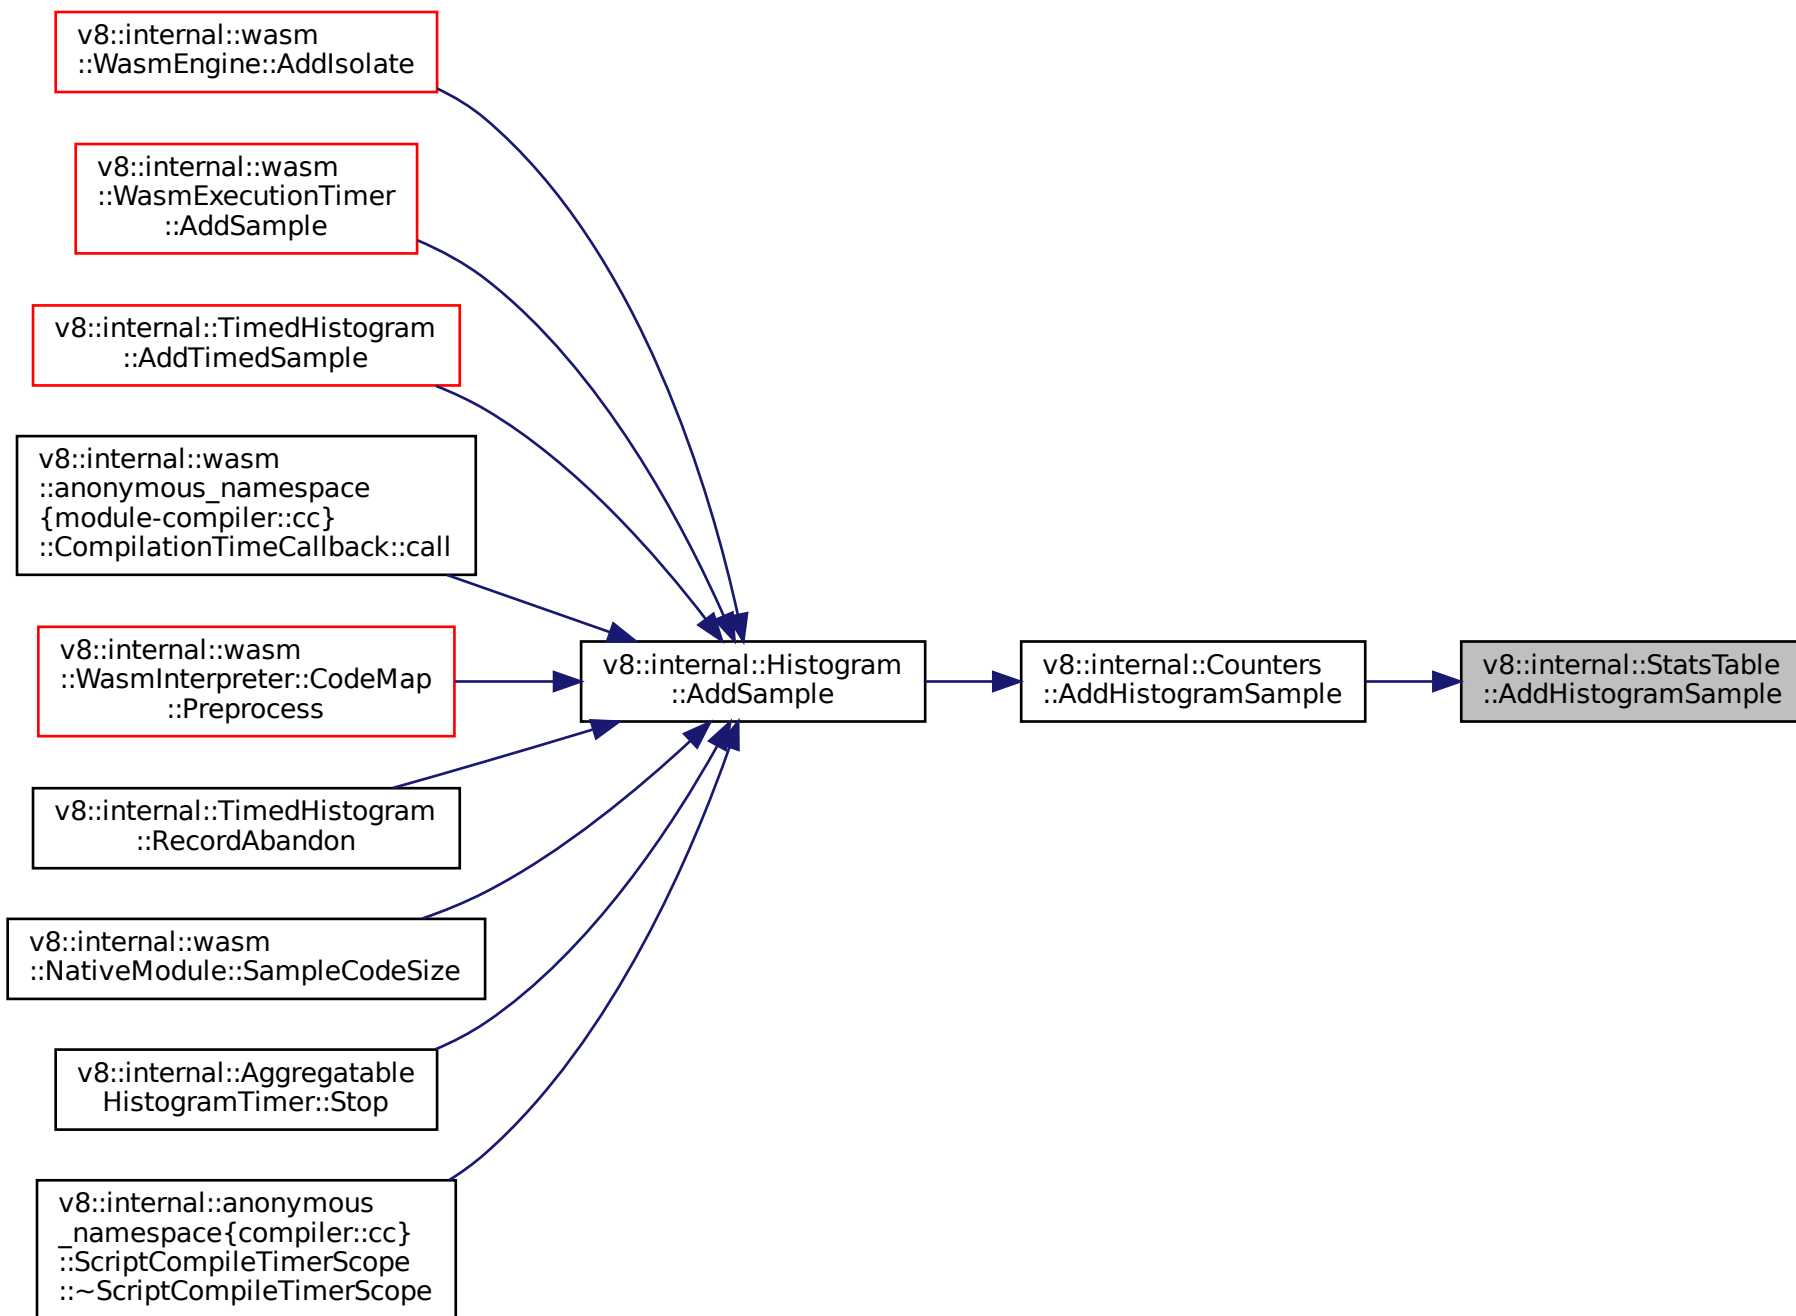 v8::internal::wasm
::WasmEngine::AddIsolate
v8::internal::wasm
::WasmExecutionTimer
::AddSample
v8::internal::TimedHistogram
::AddTimedSample
v8::internal::wasm
::anonymous_namespace
{module-compiler::cc}
::CompilationTimeCallback::call
v8::internal::wasm
::WasmInterpreter::CodeMap
::Preprocess
v8::internal::Histogram
::AddSample
v8::internal::Counters
::AddHistogramSample
v8::internal::StatsTable
::AddHistogramSample
v8::internal::TimedHistogram
::RecordAbandon
v8::internal::wasm
::NativeModule::SampleCodeSize
v8::internal::Aggregatable
HistogramTimer::Stop
v8::internal::anonymous
_namespace{compiler::cc}
::ScriptCompileTimerScope
::~ScriptCompileTimerScope